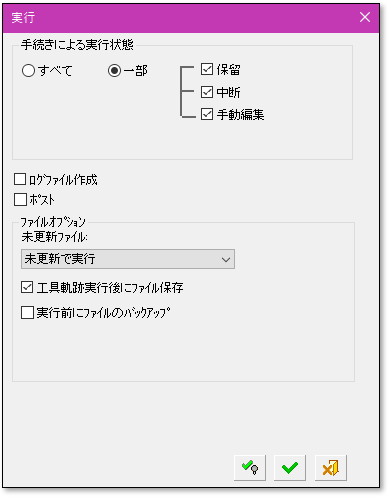 実行
手続きによる実行状態
すべて
一部
保留
中断
手動編集
ﾛｸﾞﾌｧｲﾙ作成
ﾎﾟｽﾄ
ﾌｧｲﾙｵﾌﾟｼｮﾝ
未更新ﾌｧｲﾙ:
未更新で実行
工具軌跡実行後にﾌｧｲﾙ保存
実行前にﾌｧｲﾙのﾊﾞｯｸｱｯﾌﾟ